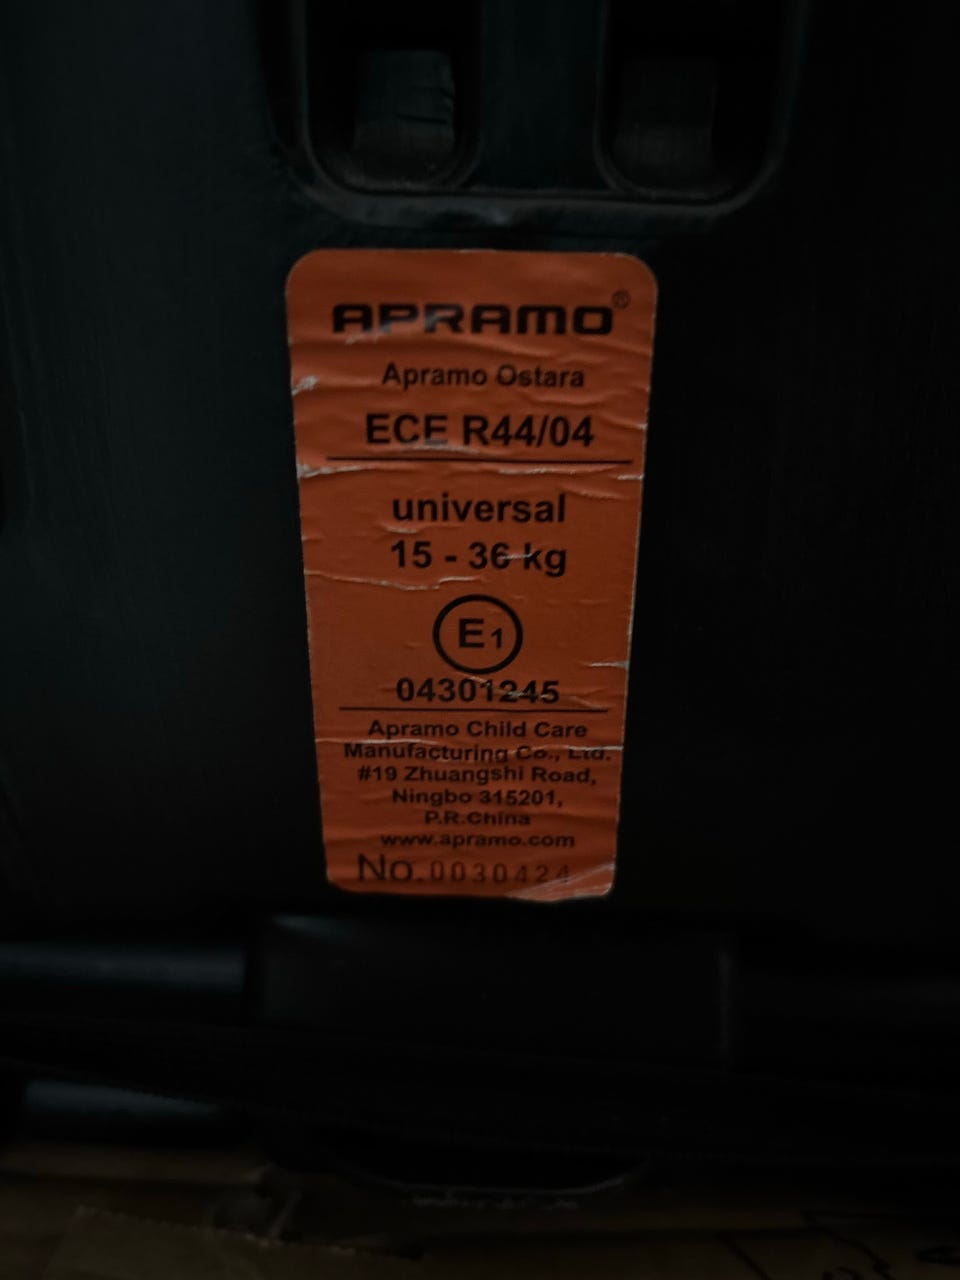 APRAMO®
Apramo Ostara
ECE R44/04
universal
15 - 36 kg
E1
04301245
Apramo Child Care
Manufacturing Co., Ltd.
#19 Zhuangshi Road,
Ningbo 315201,
P.R.China
www.apramo.com
No.0030424